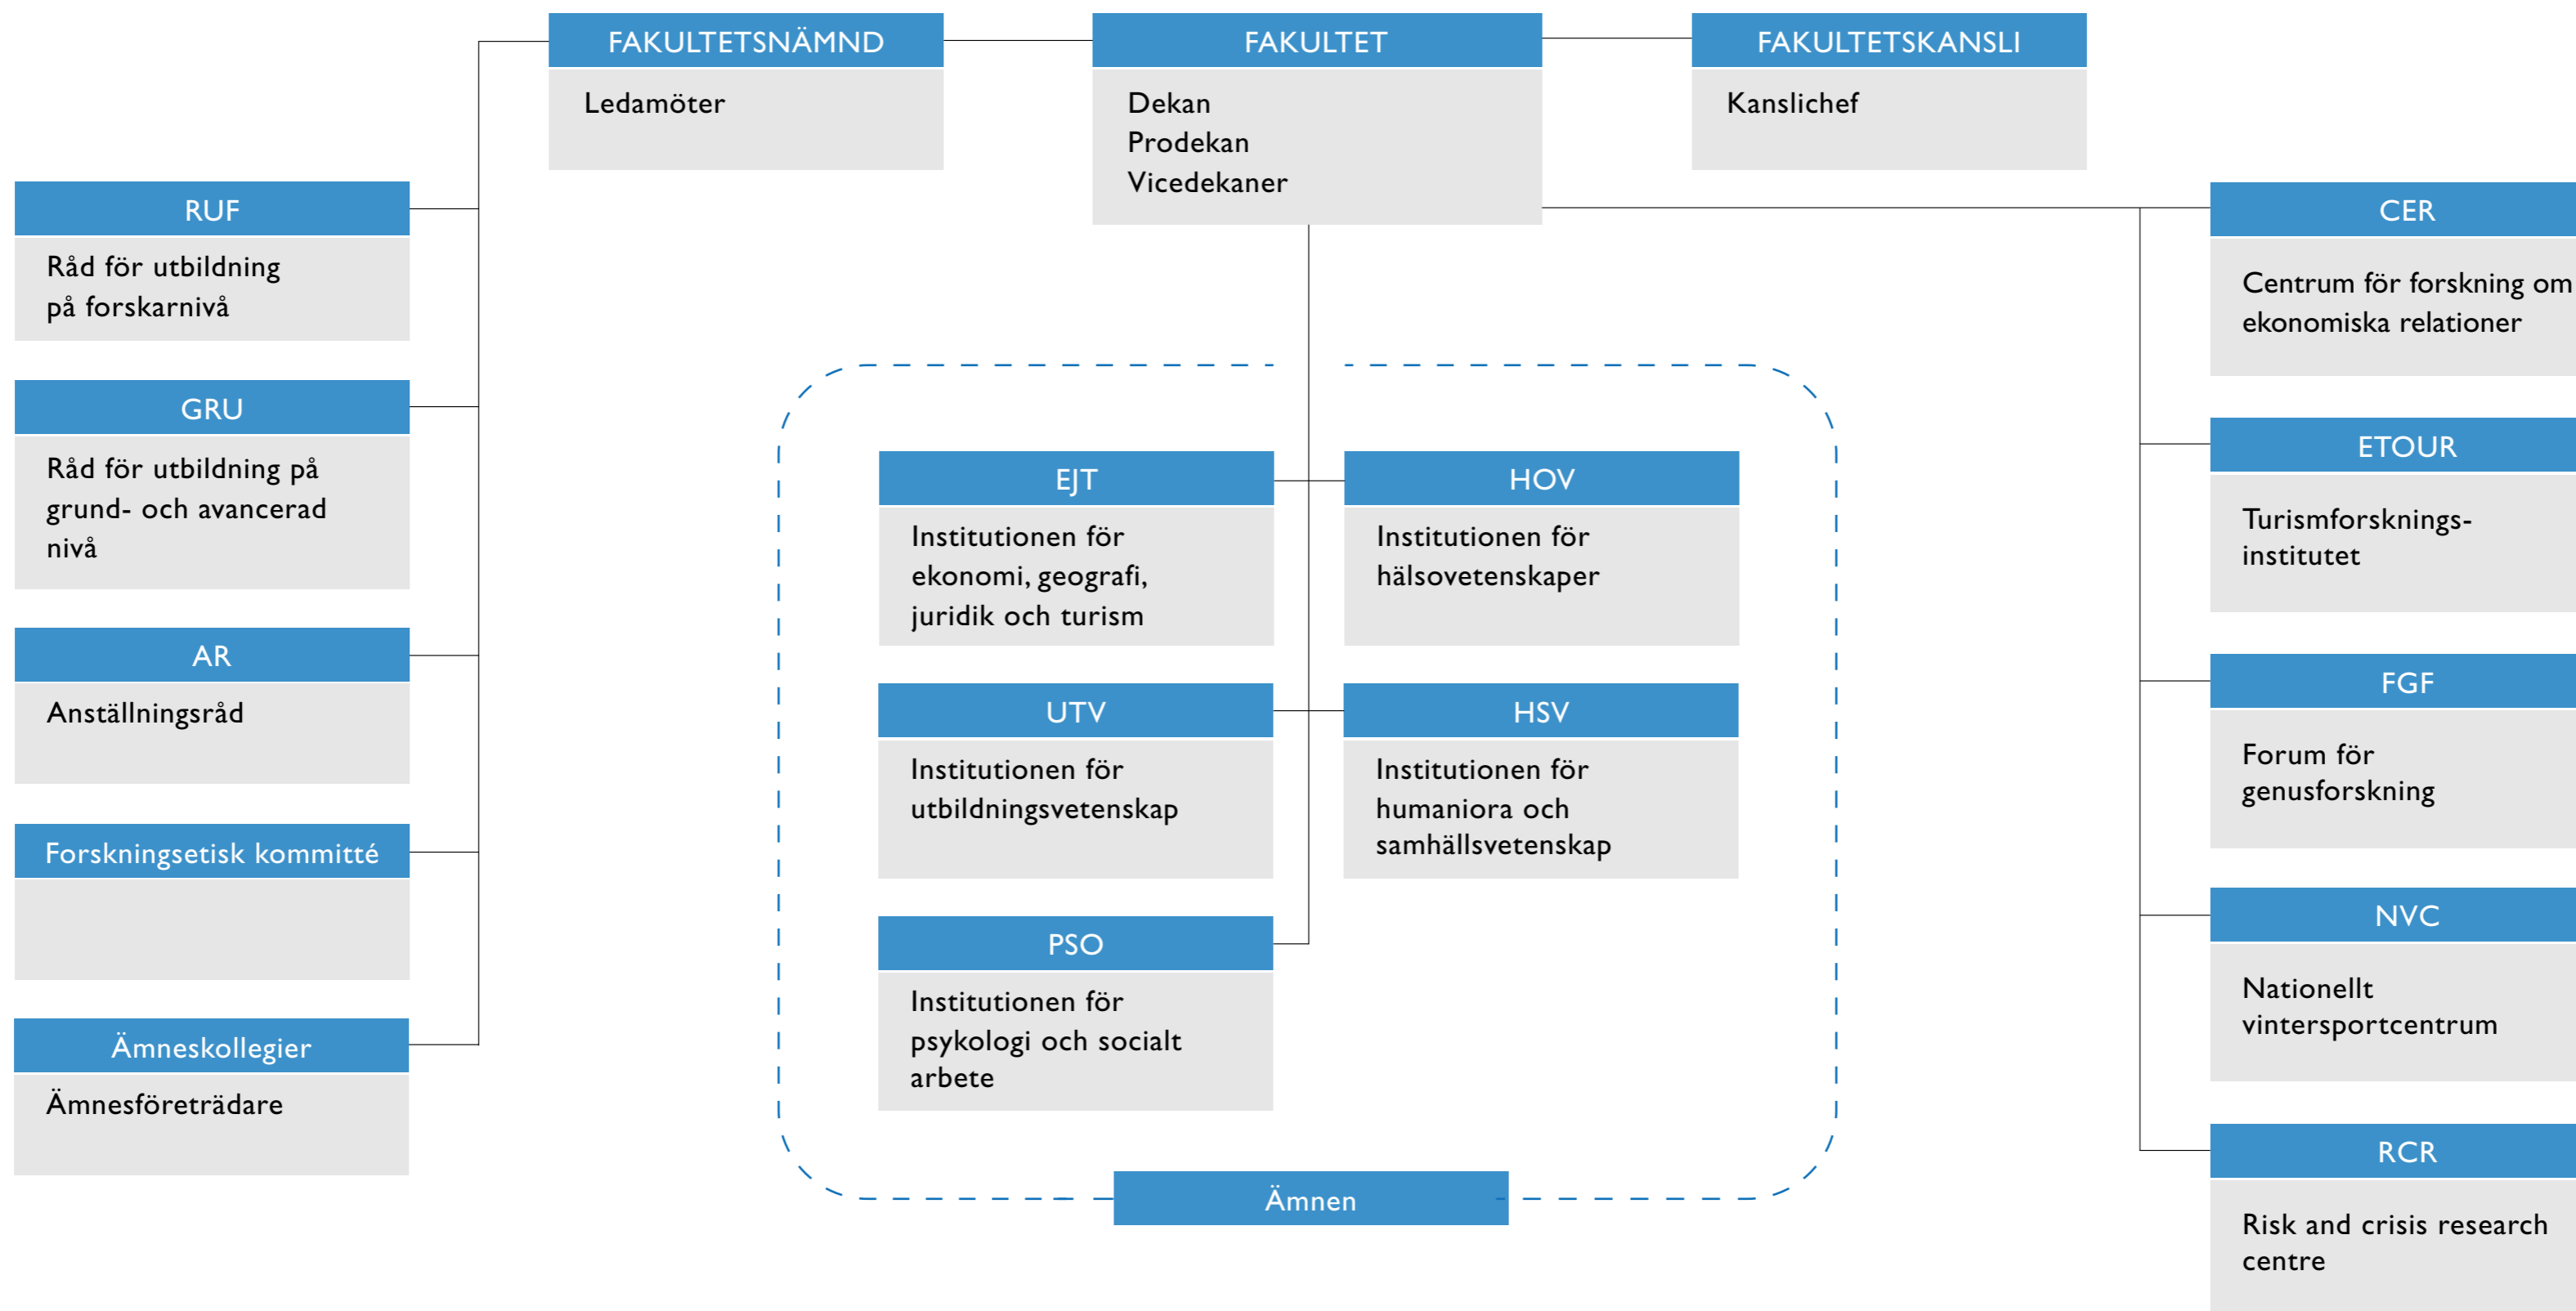 FAKULTETSNÄMND
Ledamöter
FAKULTET
Dekan
Prodekan
Vicedekaner
FAKULTETSKANSLI
Kanslichef
RUF
Råd för utbildning
på forskarnivå
GRU
Råd för utbildning på
grund- och avancerad
nivå
AR
Anställningsråd
Forskningsetisk kommitté
Ämneskollegier
Ämnesföreträdare
EJT
Institutionen för
ekonomi, geografi,
juridik och turism
HOV
Institutionen för
hälsovetenskaper
UTV
Institutionen för
utbildningsvetenskap
HSV
Institutionen för
humaniora och
samhällsvetenskap
PSO
Institutionen för
psykologi och socialt
arbete
Ämnen
CER
Centrum för forskning om
ekonomiska relationer
ETOUR
Turismforsknings-
institutet
FGF
Forum för
genusforskning
NVC
Nationellt
vintersportcentrum
RCR
Risk and crisis research
centre